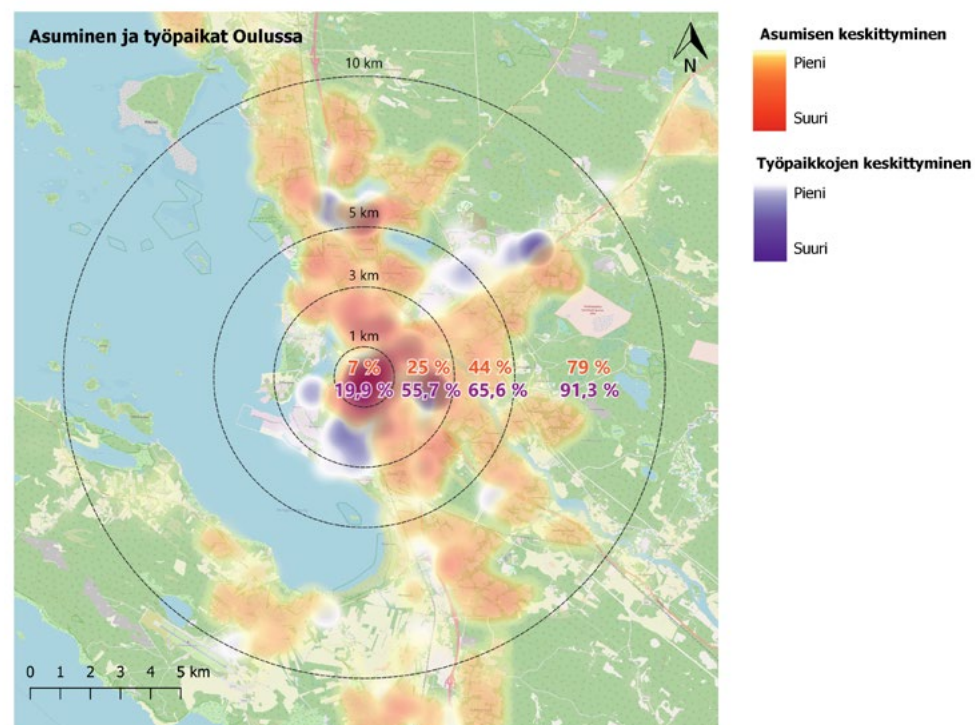 Asuminen ja työpaikat Oulussa
N
10 km
5 km
3 km
1 km
7 % 25 % 44 % 79 %
19,9 % 55,7 % 65,6 % 91,3 %
0 1 2 3 4 5 km
Asumisen keskittyminen
Pieni
Suuri
Työpaikkojen keskittyminen
Pieni
Suuri